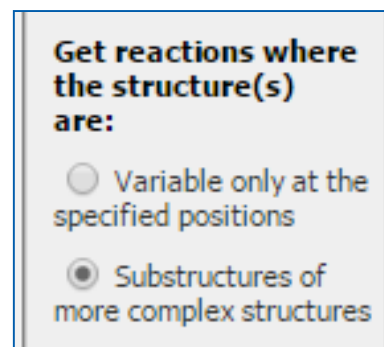 Get reactions where
the structure(s)
are:
Variable only at the
specified positions
Substructures of
more complex structures